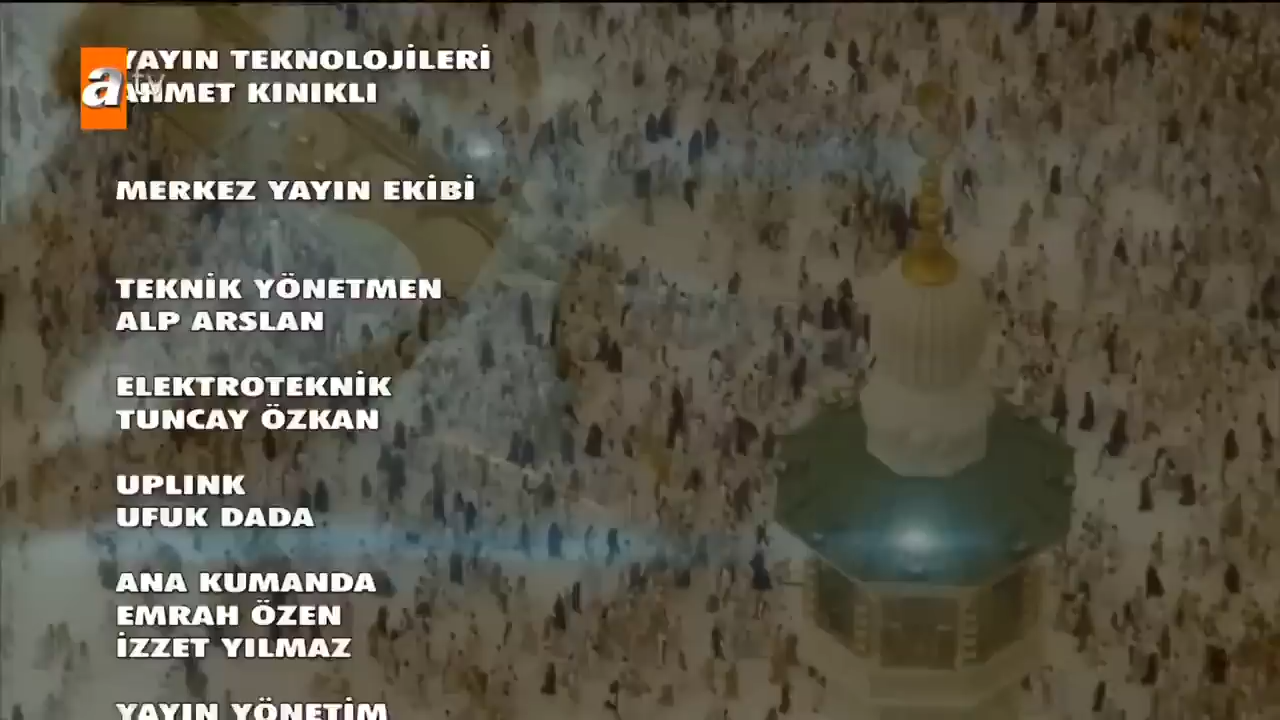 YAYIN TEKNOLOJİLERİ
atv
AHMET KINIKLI
MERKEZ YAYIN EKİBİ
TEKNİK YÖNETMEN
ALP ARSLAN
ELEKTROTEKNİK
TUNCAY ÖZKAN
UPLINK
UFUK DADA
ANA KUMANDA
EMRAH ÖZEN
İZZET YILMAZ
YAYIN YÖNETİM